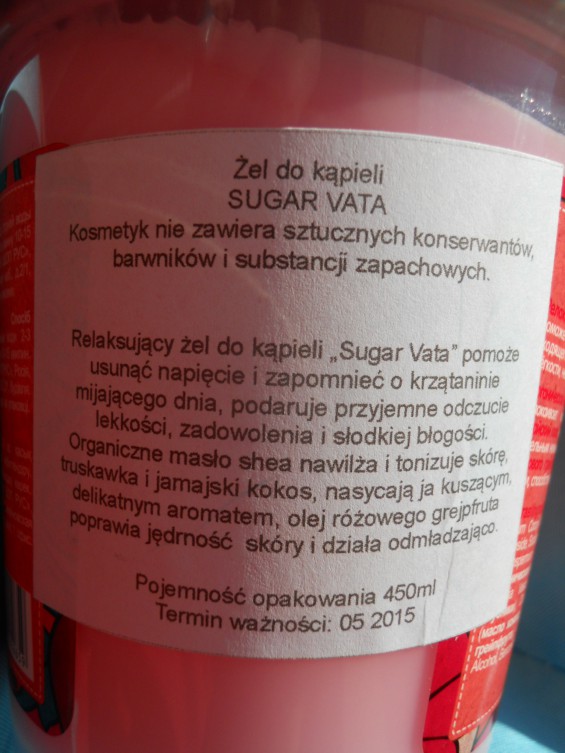 Żel do kąpieli
SUGAR VATA
Kosmetyk nie zawiera sztucznych konserwantów,
barwników i substancji zapachowych.
Relaksujący żel do kąpieli „Sugar Vata” pomoże
usunąć napięcie i zapomnieć o krzątaninie
mijającego dnia, podaruje przyjemne odczucie
lekkości, zadowolenia i słodkiej błogości.
Organiczne masło shea nawilża i tonizuje skórę,
truskawka i jamajski kokos, nasycają ja kuszącym,
delikatnym aromatem, olej różowego grejpfruta
poprawia jędrność skóry i działa odmładzająco.
Pojemność opakowania 450ml
Termin ważności: 05 2015
(масло
Alcohol,